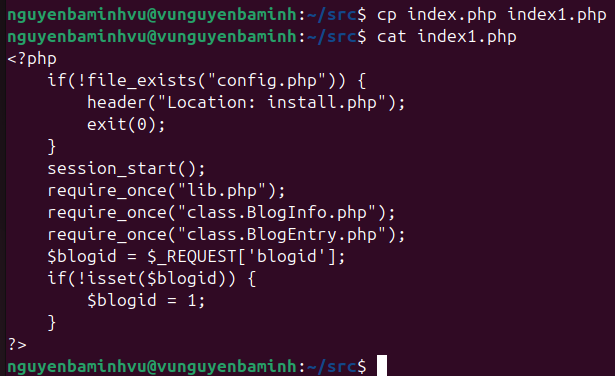 nguyenbaminhvu@vunguyenbaminh:~/src$ cp index.php index1.php
nguyenbaminhvu@vunguyenbaminh:~/src$ cat index1.php
<?php
    if(!file_exists("config.php")) {
        header("Location: install.php");
        exit(0);
    }
    session_start();
    require_once("lib.php");
    require_once("class.BlogInfo.php");
    require_once("class.BlogEntry.php");
    $blogid = $_REQUEST['blogid'];
    if(!isset($blogid)) {
        $blogid = 1;
    }
?>
nguyenbaminhvu@vunguyenbaminh:~/src$